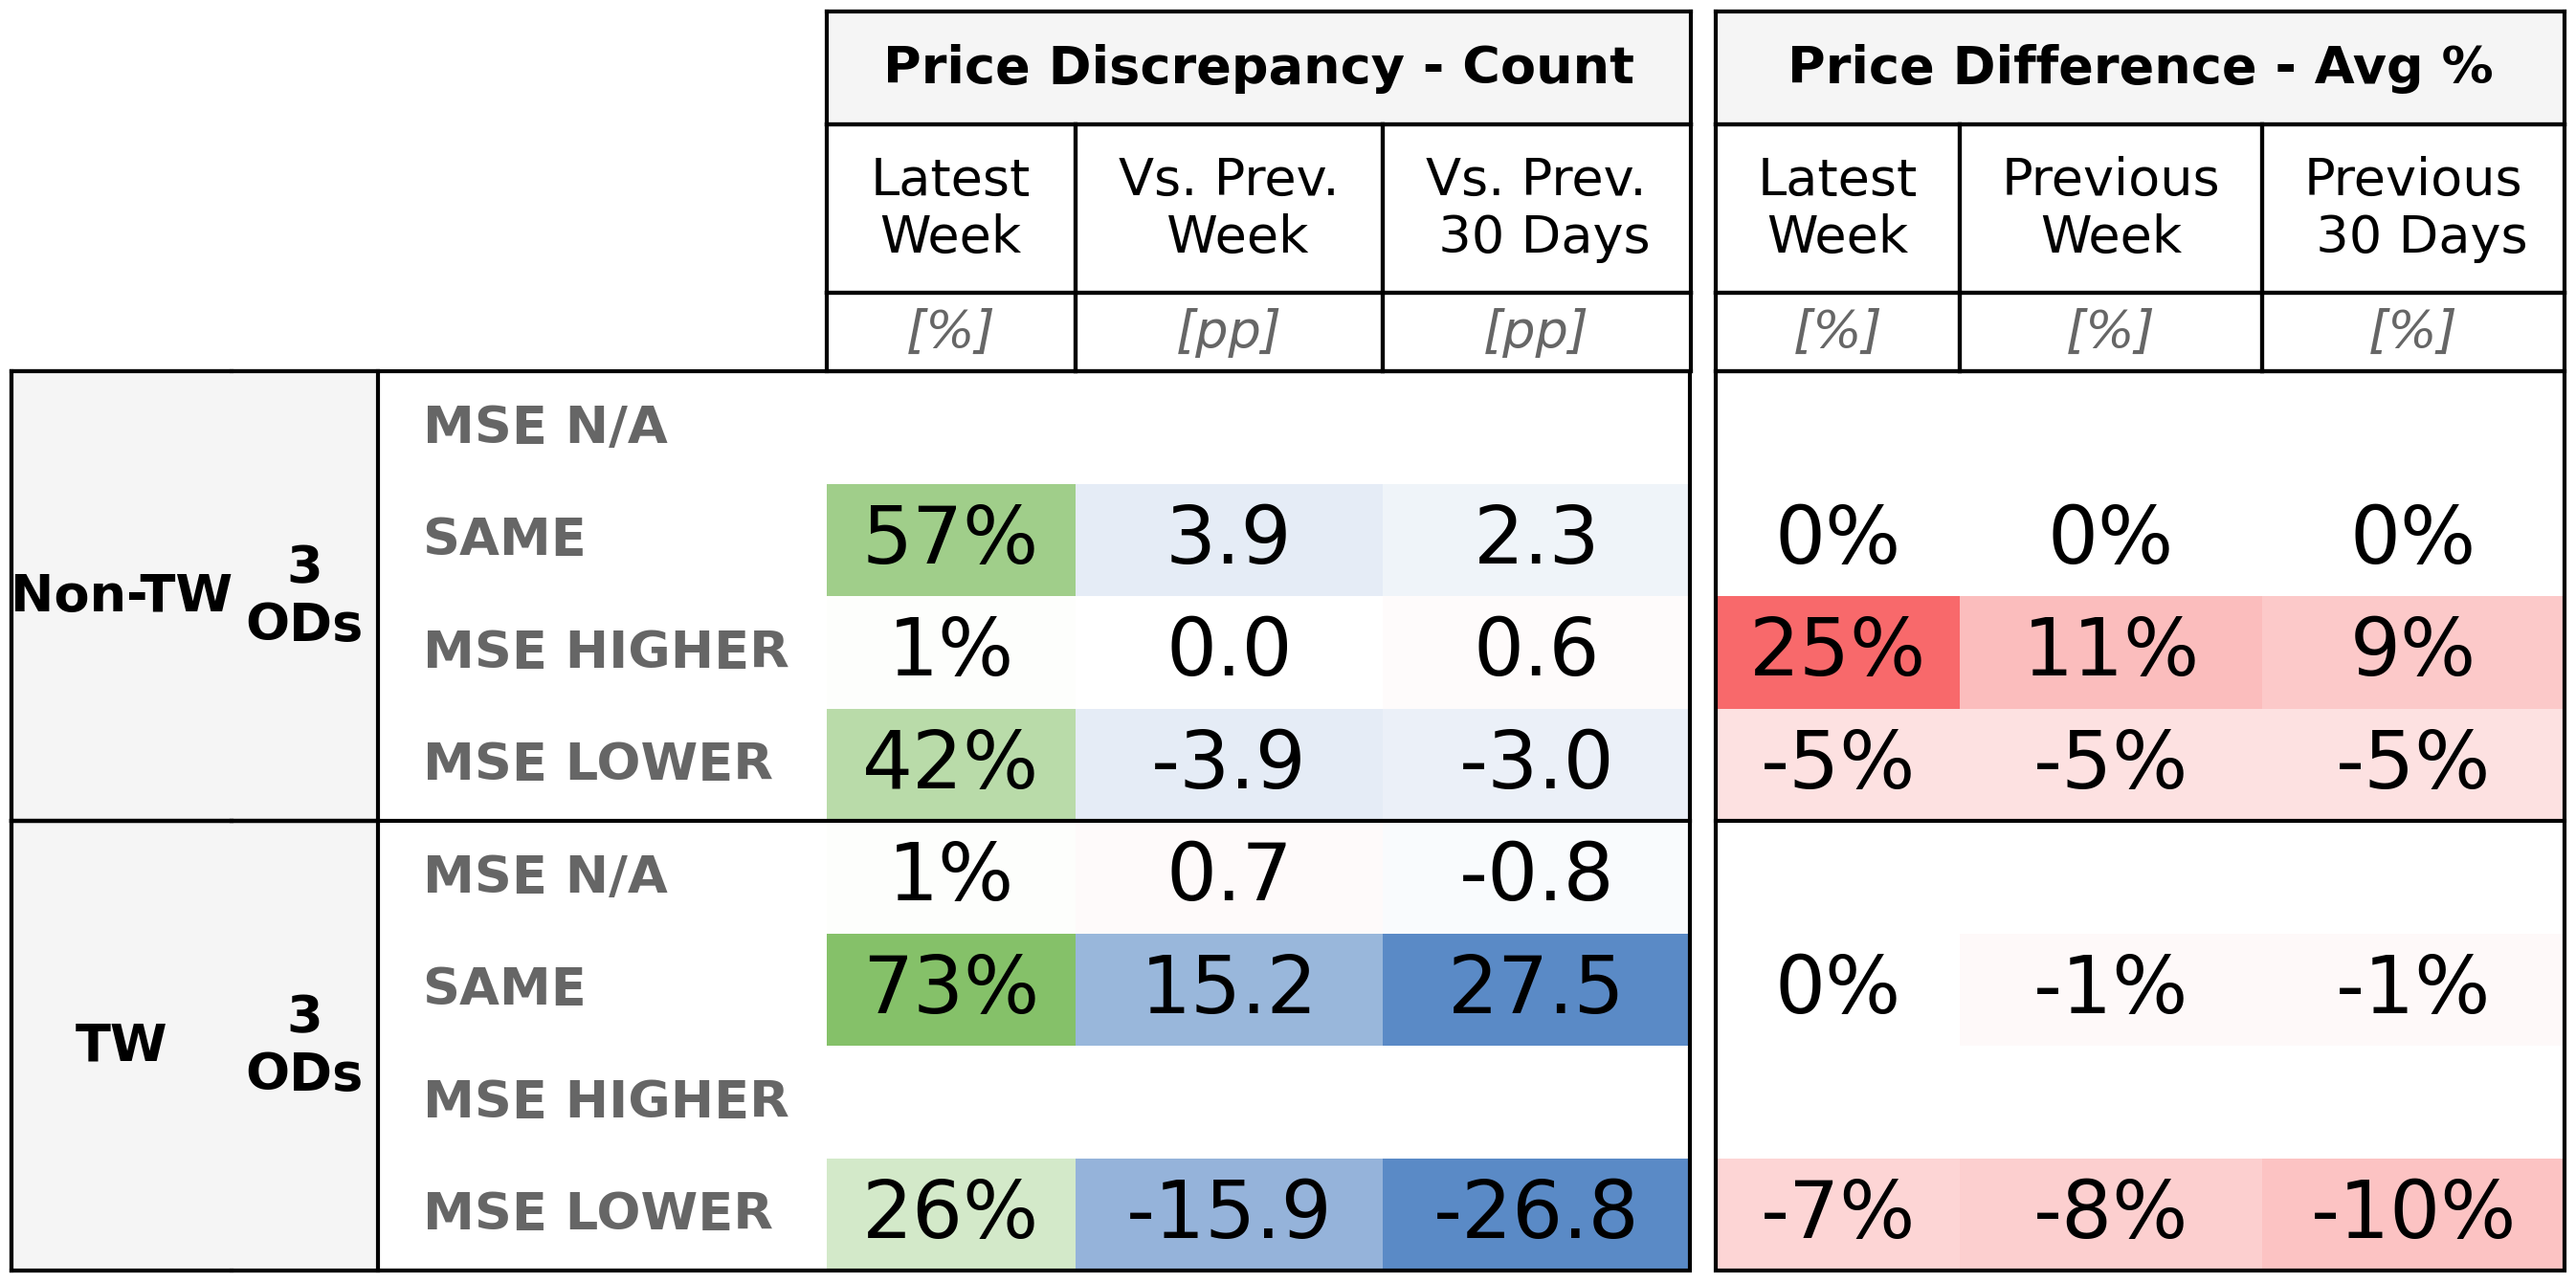 Price Discrepancy - Count Price Difference - Avg %
Latest Week Vs. Prev. Week Vs. Prev. 30 Days Latest Week Previous Week Previous 30 Days
[%] [pp] [pp] [%] [%] [%]
Non-TW 3 ODs
MSE N/A
SAME 57% 3.9 2.3 0% 0% 0%
MSE HIGHER 1% 0.0 0.6 25% 11% 9%
MSE LOWER 42% -3.9 -3.0 -5% -5% -5%
TW 3 ODs
MSE N/A 1% 0.7 -0.8
SAME 73% 15.2 27.5 0% -1% -1%
MSE HIGHER
MSE LOWER 26% -15.9 -26.8 -7% -8% -10%